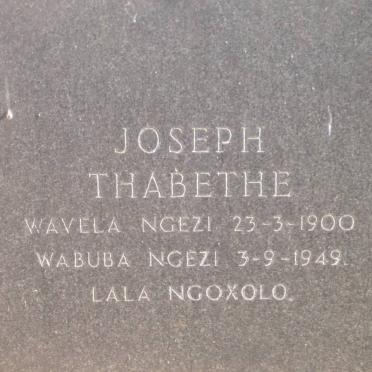 JOSEPH
THABETHE
WAVELA NGEZI 23-3-1900
WABUBA NGEZI 3-9-1949.
LALA NGOXOLO.